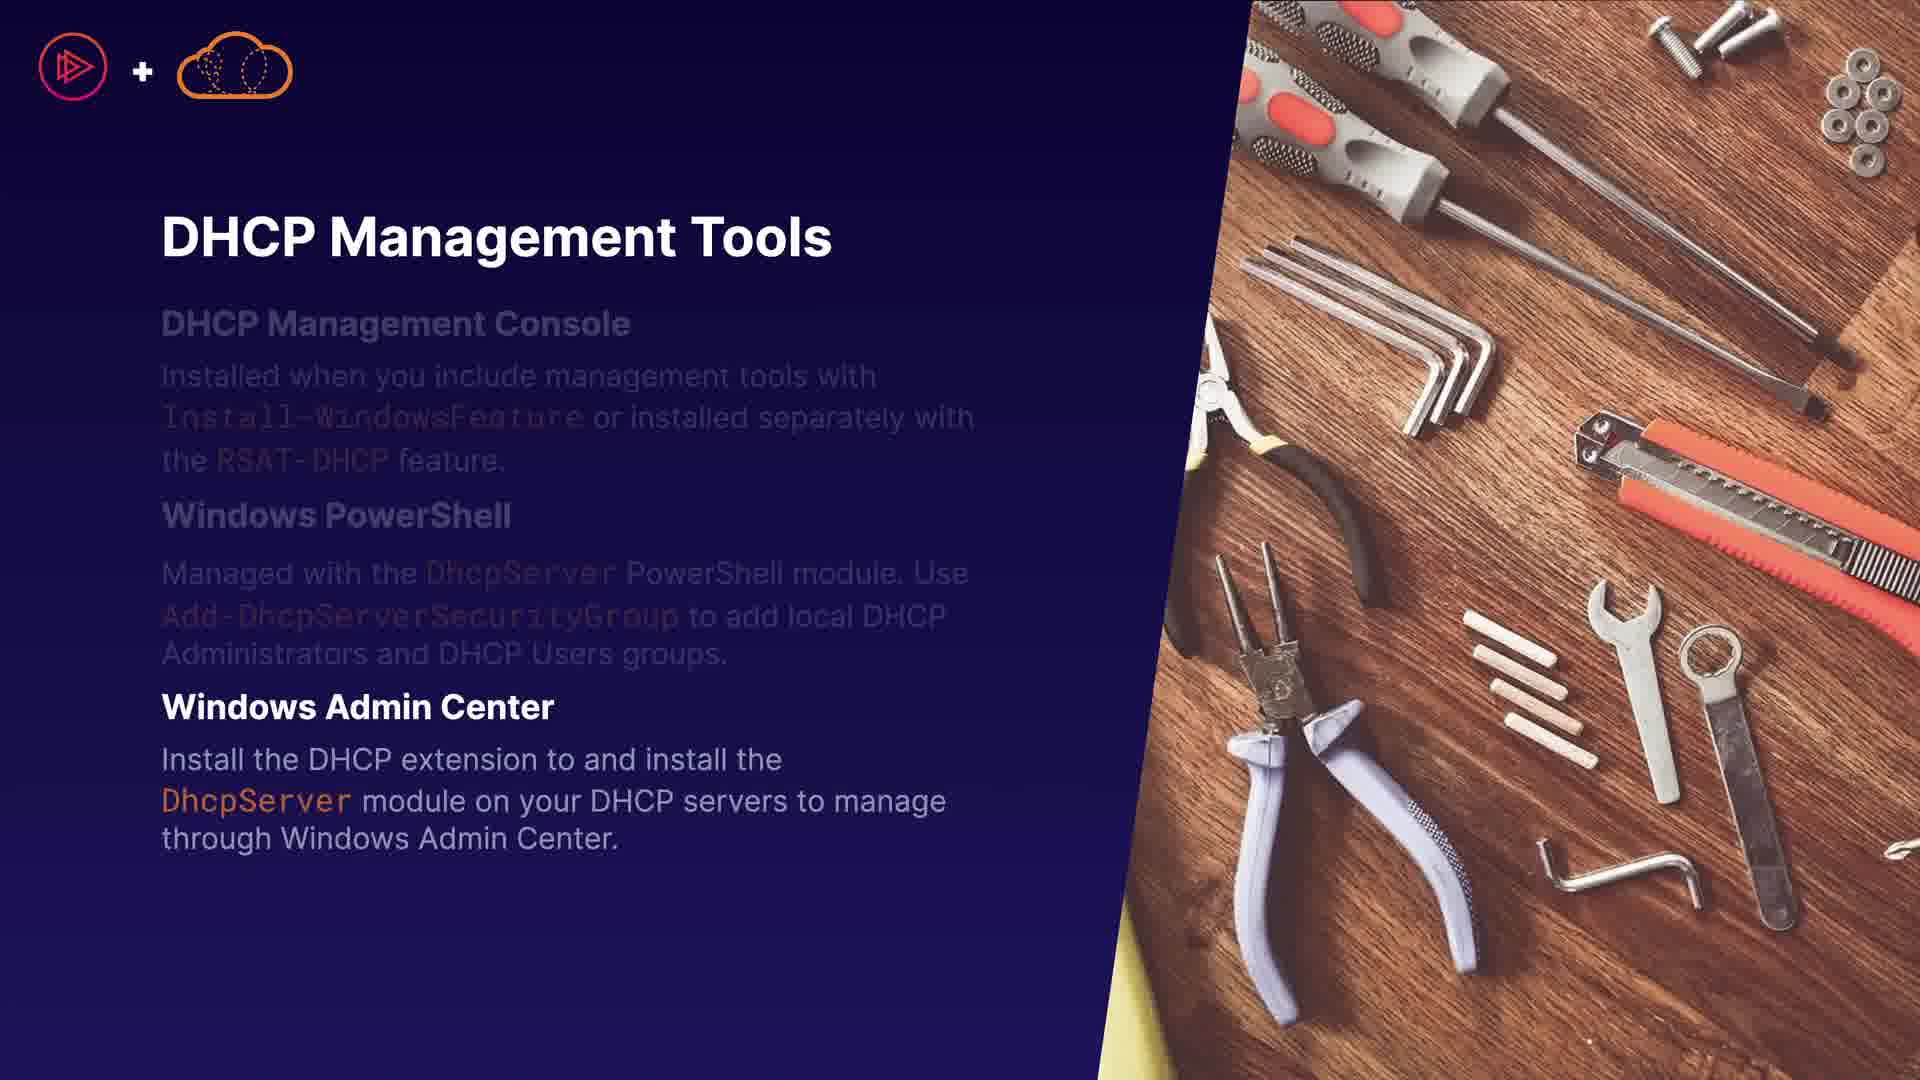 DHCP Management Tools
DHCP Management Console
Installed when you include management tools with
Install-WindowsFeature or installed separately with
the RSAT-DHCP feature.
Windows PowerShell
Managed with the DhcpServer PowerShell module. Use
Add-DhcpServerSecurityGroup to add local DHCP
Administrators and DHCP Users groups.
Windows Admin Center
Install the DHCP extension to and install the
DhcpServer module on your DHCP servers to manage
through Windows Admin Center.